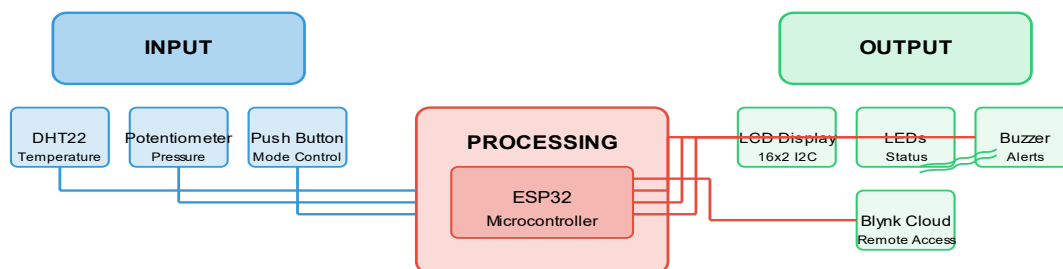 INPUT
OUTPUT
DHT22
Temperature
Potentiometer
Pressure
Push Button
Mode Control
PROCESSING
ESP32
Microcontroller
LCD Display
16x2 I2C
LEDs
Status
Buzzer
Alerts
Blynk Cloud
Remote Access